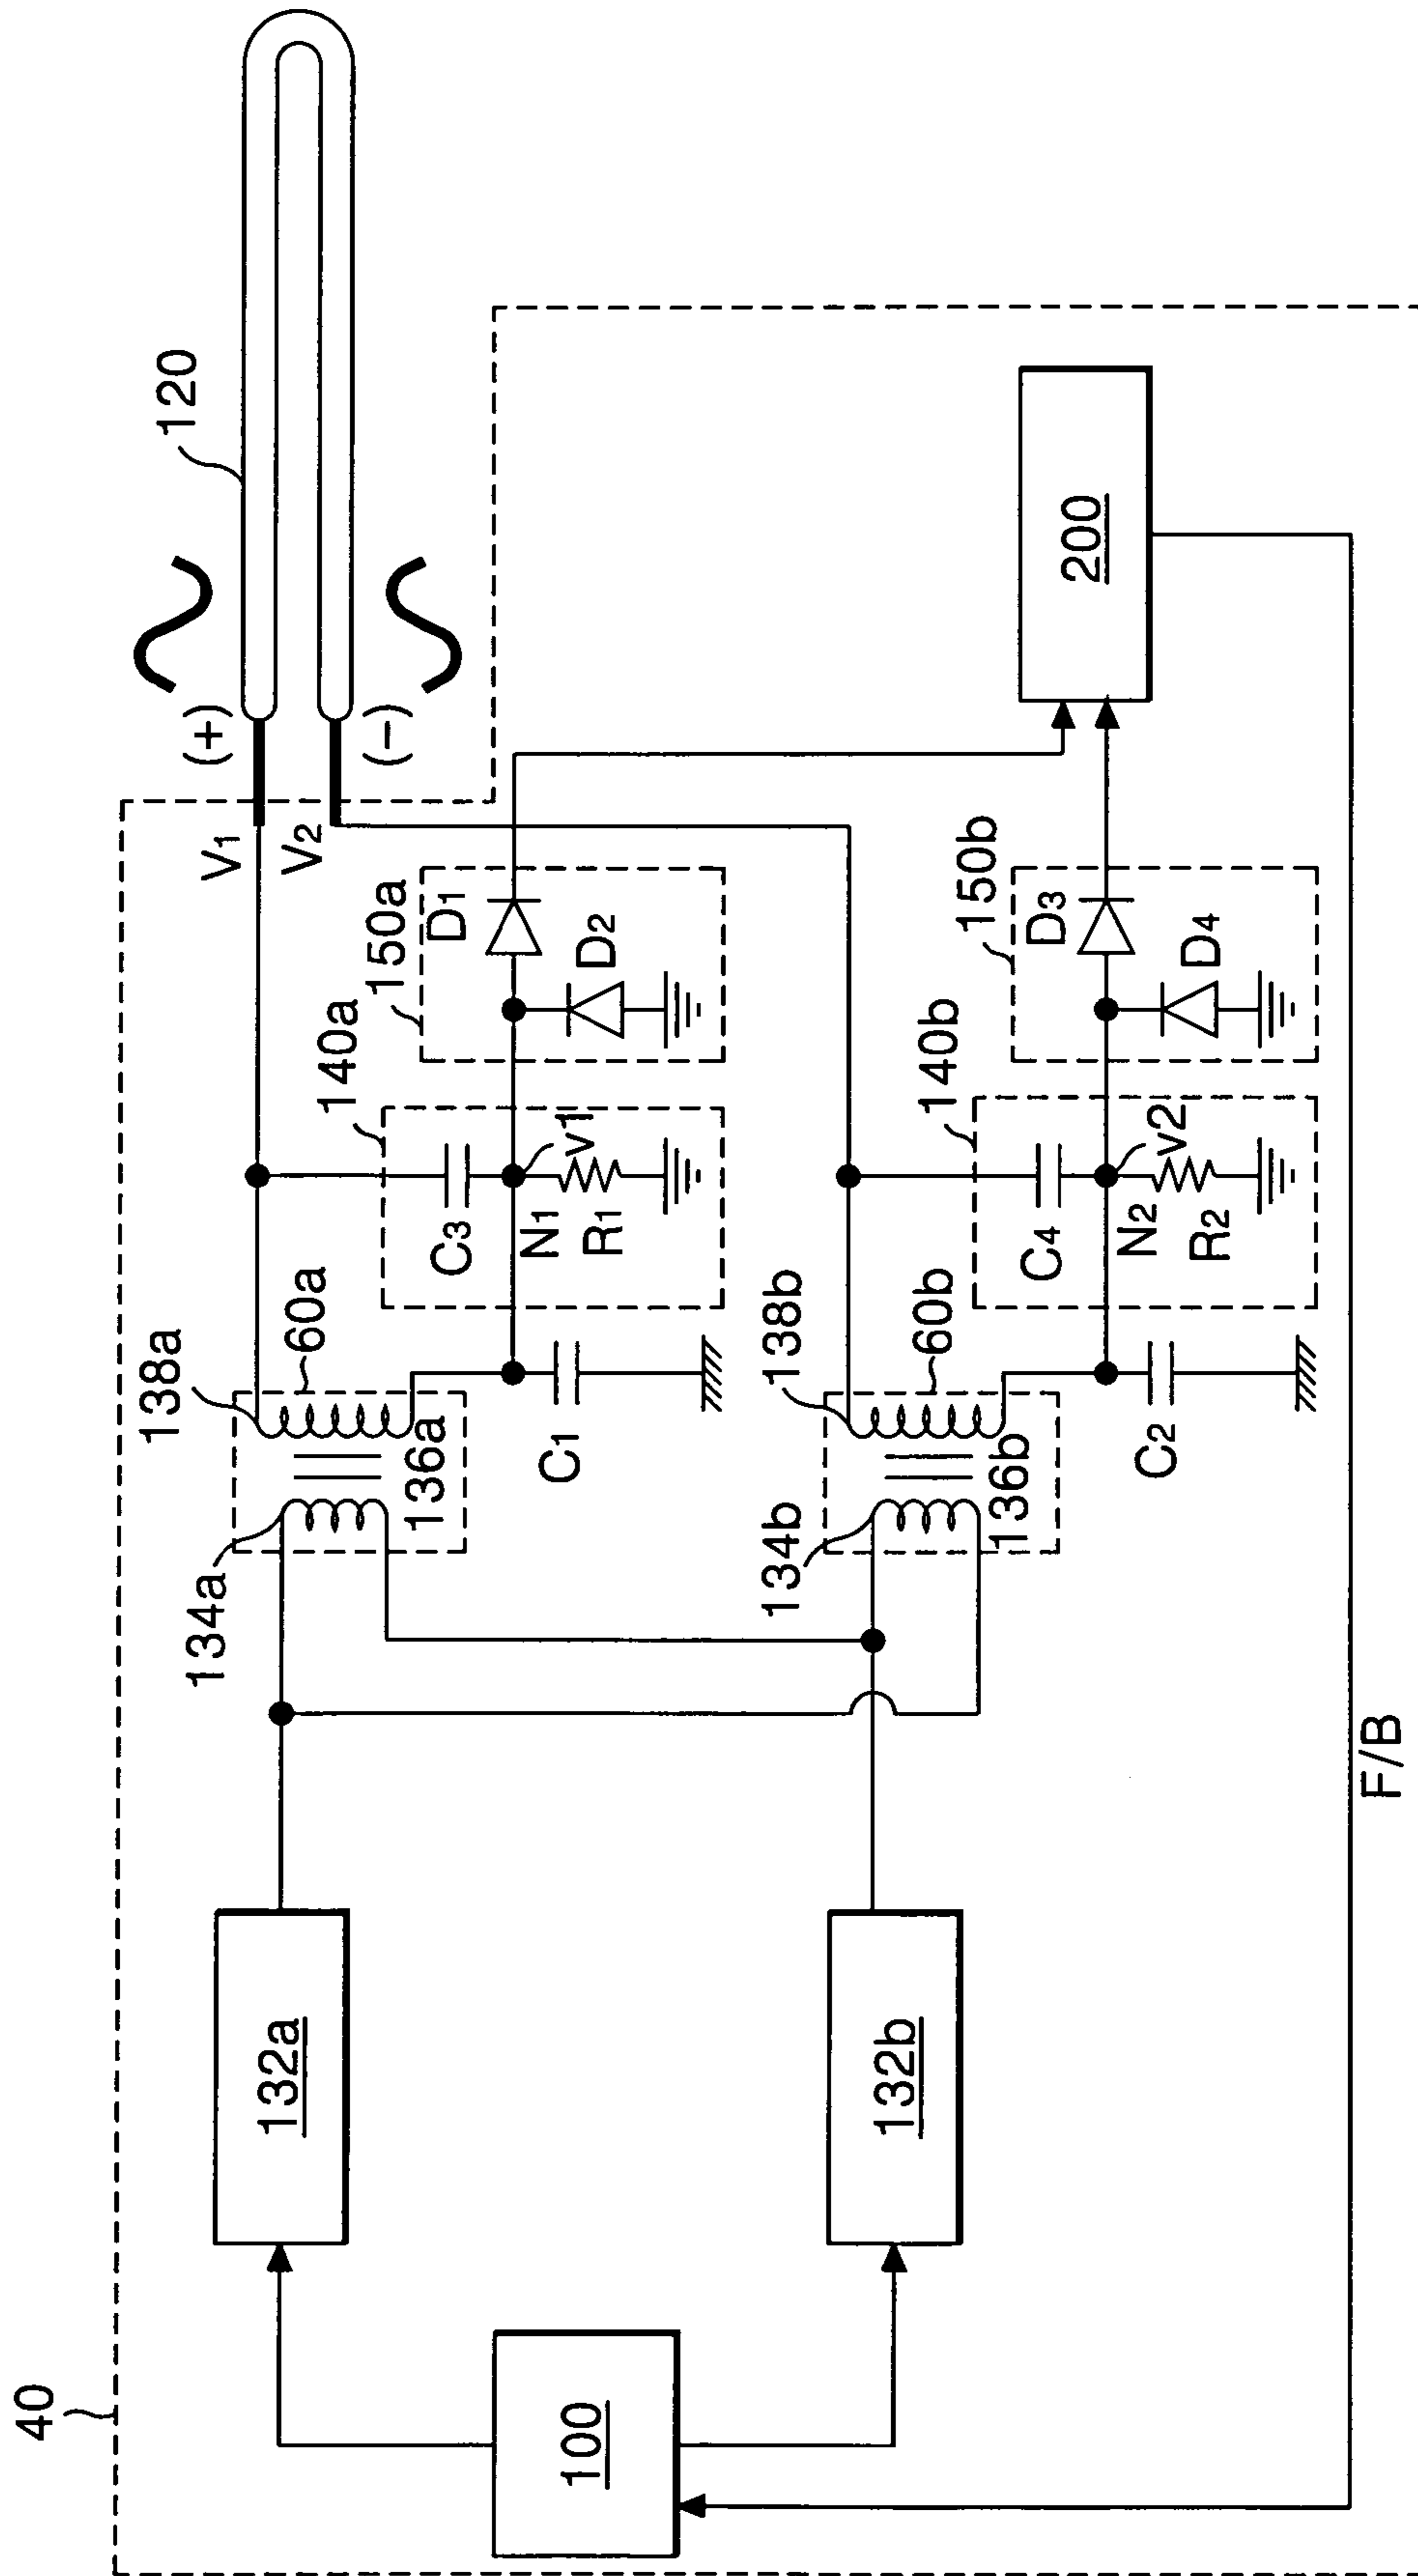 40
100
132a
132b
134a
136a
138a
60a
134b
136b
138b
60b
C1
C2
C3
N1
R1
v1
140a
C4
N2
R2
v2
140b
150a
D1
D2
150b
D3
D4
V1
V2
(+)
(-)
120
200
F/B